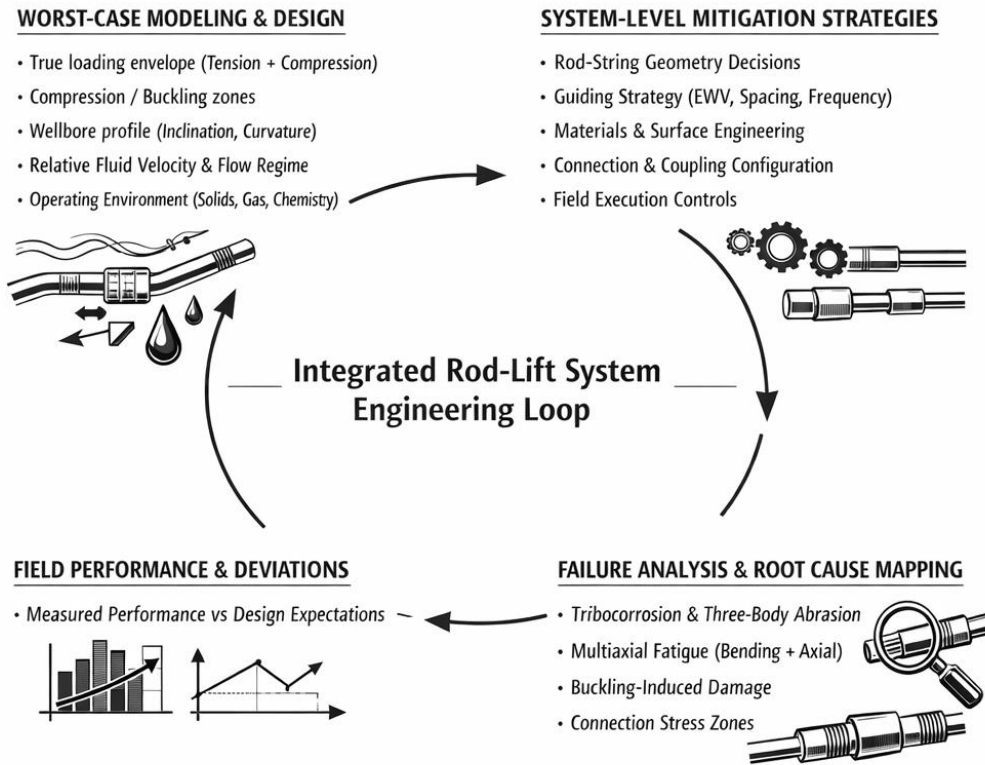 WORST-CASE MODELING & DESIGN
• True loading envelope (Tension + Compression)
• Compression / Buckling zones
• Wellbore profile (Inclination, Curvature)
• Relative Fluid Velocity & Flow Regime
• Operating Environment (Solids, Gas, Chemistry)
SYSTEM-LEVEL MITIGATION STRATEGIES
• Rod-String Geometry Decisions
• Guiding Strategy (EWV, Spacing, Frequency)
• Materials & Surface Engineering
• Connection & Coupling Configuration
• Field Execution Controls
Integrated Rod-Lift System
Engineering Loop
FIELD PERFORMANCE & DEVIATIONS
• Measured Performance vs Design Expectations
FAILURE ANALYSIS & ROOT CAUSE MAPPING
• Tribocorrosion & Three-Body Abrasion
• Multiaxial Fatigue (Bending + Axial)
• Buckling-Induced Damage
• Connection Stress Zones